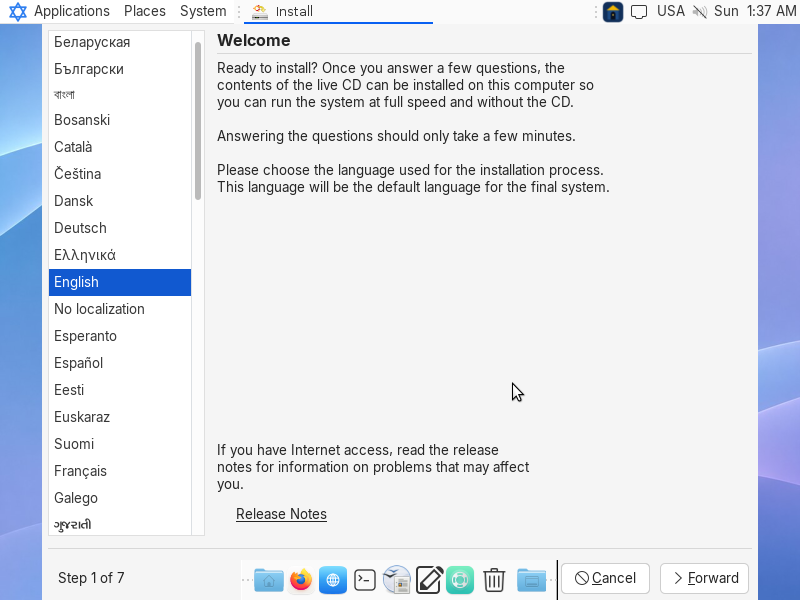 Applications Places System Install USA Sun 1:37 AM
Беларуская
Български
বাংলা
Bosanski
Català
Čeština
Dansk
Deutsch
Ελληνικά
English
No localization
Esperanto
Español
Eesti
Euskaraz
Suomi
Français
Galego
ગુજરાતી
Welcome
Ready to install? Once you answer a few questions, the
contents of the live CD can be installed on this computer so
you can run the system at full speed and without the CD.
Answering the questions should only take a few minutes.
Please choose the language used for the installation process.
This language will be the default language for the final system.
If you have Internet access, read the release
notes for information on problems that may affect
you.
Release Notes
Step 1 of 7
Cancel
Forward